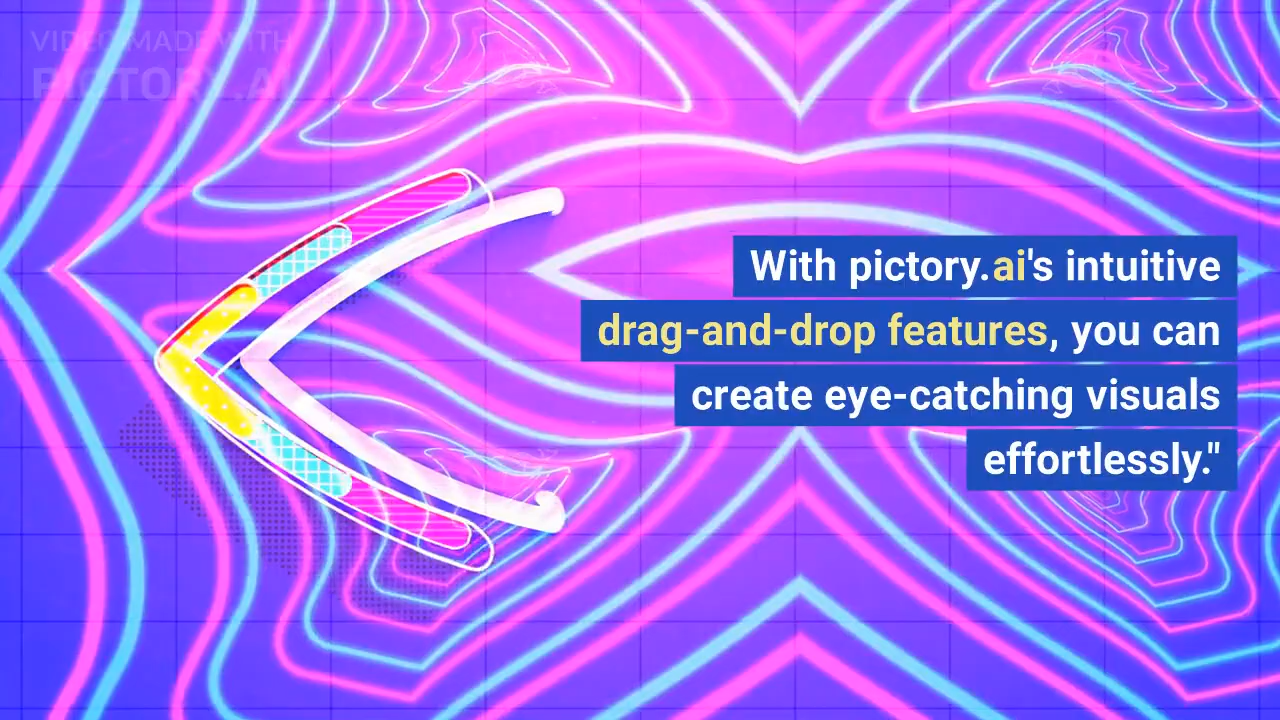 VIDEO MADE WITH
PICTORY.AI
With pictory.ai's intuitive
drag-and-drop features, you can
create eye-catching visuals
effortlessly."